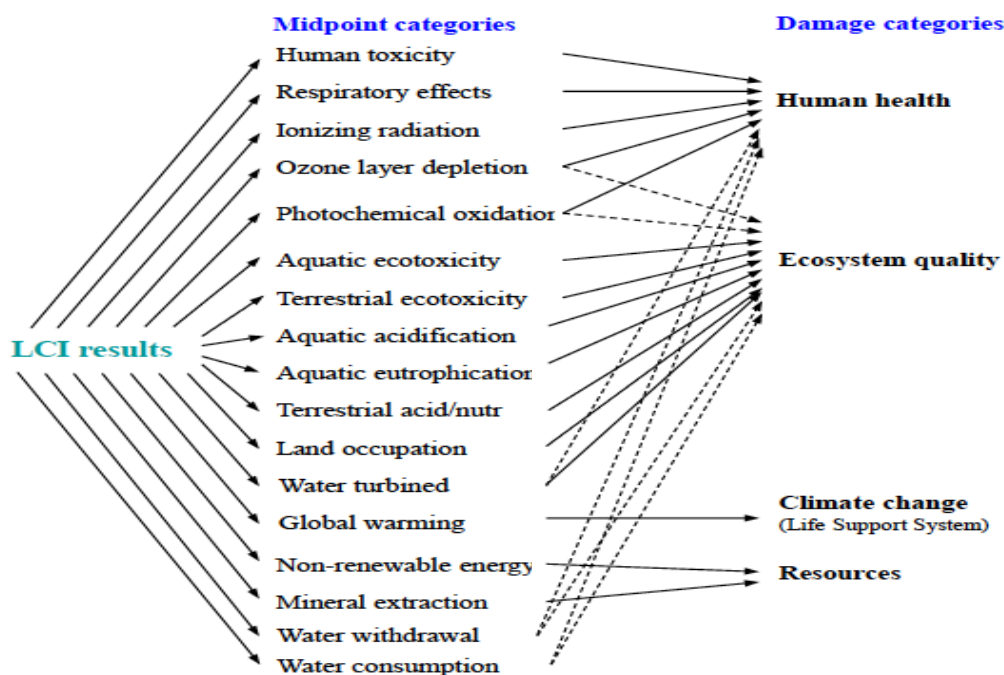 Midpoint categories
Damage categories
Human toxicity
Respiratory effects
Human health
Ionizing radiation
Ozone layer depletion
Photochemical oxidation
Aquatic ecotoxicity
Ecosystem quality
Terrestrial ecotoxicity
Aquatic acidification
LCI results
Aquatic eutrophication
Terrestrial acid/nutr
Land occupation
Water turbined
Climate change
Global warming
(Life Support System)
Non-renewable energy
Resources
Mineral extraction
Water withdrawal
Water consumption